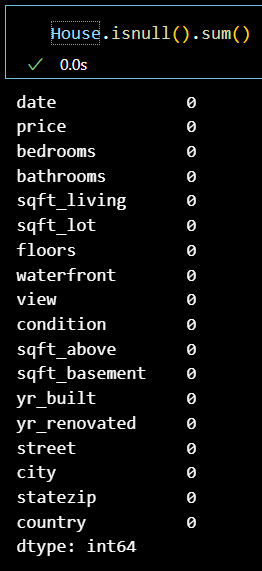 House.isnull().sum()
0.0s
date 0
price 0
bedrooms 0
bathrooms 0
sqft_living 0
sqft_lot 0
floors 0
waterfront 0
view 0
condition 0
sqft_above 0
sqft_basement 0
yr_built 0
yr_renovated 0
street 0
city 0
statezip 0
country 0
dtype: int64